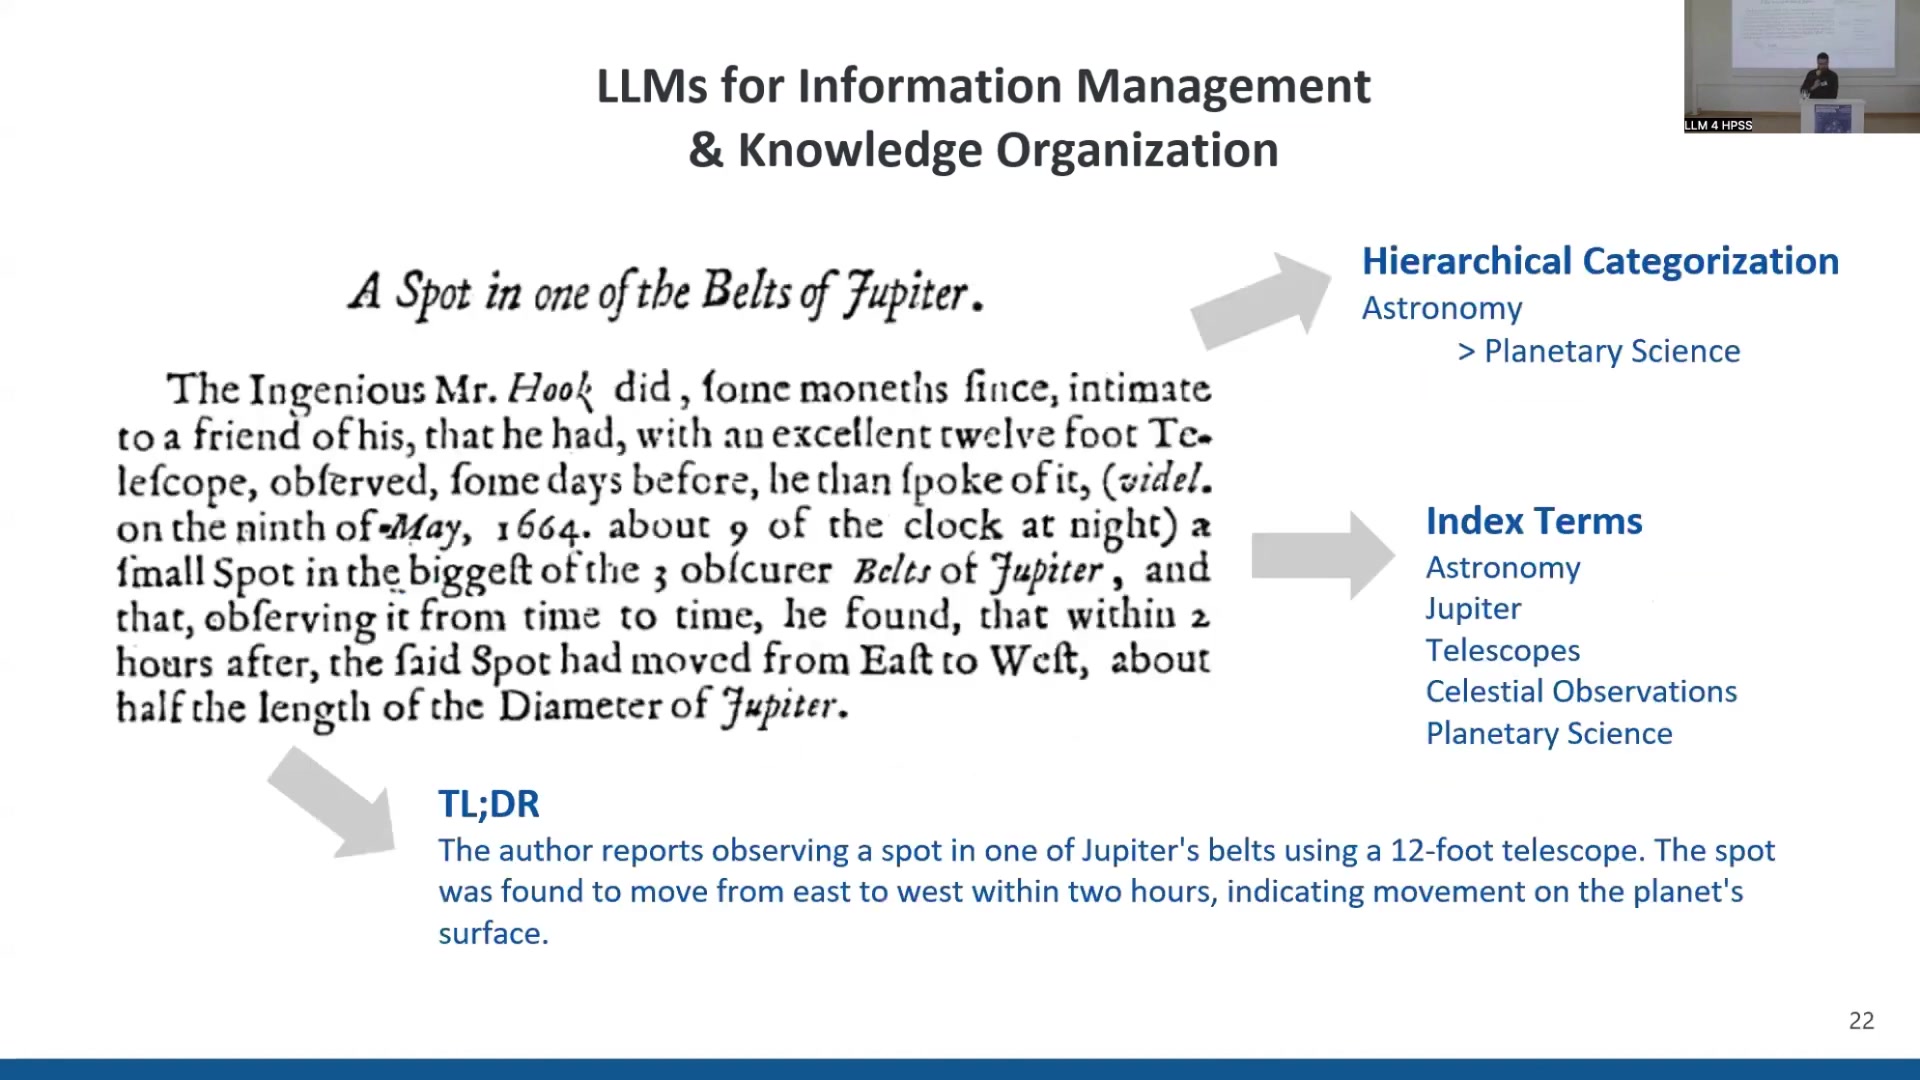 LLMs for Information Management
& Knowledge Organization
LLM 4 HPSS
A Spot in one of the Belts of Jupiter.
The Ingenious Mr. Hook did, ſome moneths ſince, intimate
to a friend of his, that he had, with an excellent twelve foot Te-
leſcope, obſerved, ſome days before, he than ſpoke of it, (videl.
on the ninth of May, 1664. about 9 of the clock at night) a
ſmall Spot in the biggeſt of the 3 obſcurer Belts of Jupiter, and
that, obſerving it from time to time, he found, that within 2
hours after, the ſaid Spot had moved from Eaſt to Weſt, about
half the length of the Diameter of Jupiter.
Hierarchical Categorization
Astronomy
> Planetary Science
Index Terms
Astronomy
Jupiter
Telescopes
Celestial Observations
Planetary Science
TL;DR
The author reports observing a spot in one of Jupiter's belts using a 12-foot telescope. The spot
was found to move from east to west within two hours, indicating movement on the planet's
surface.
22